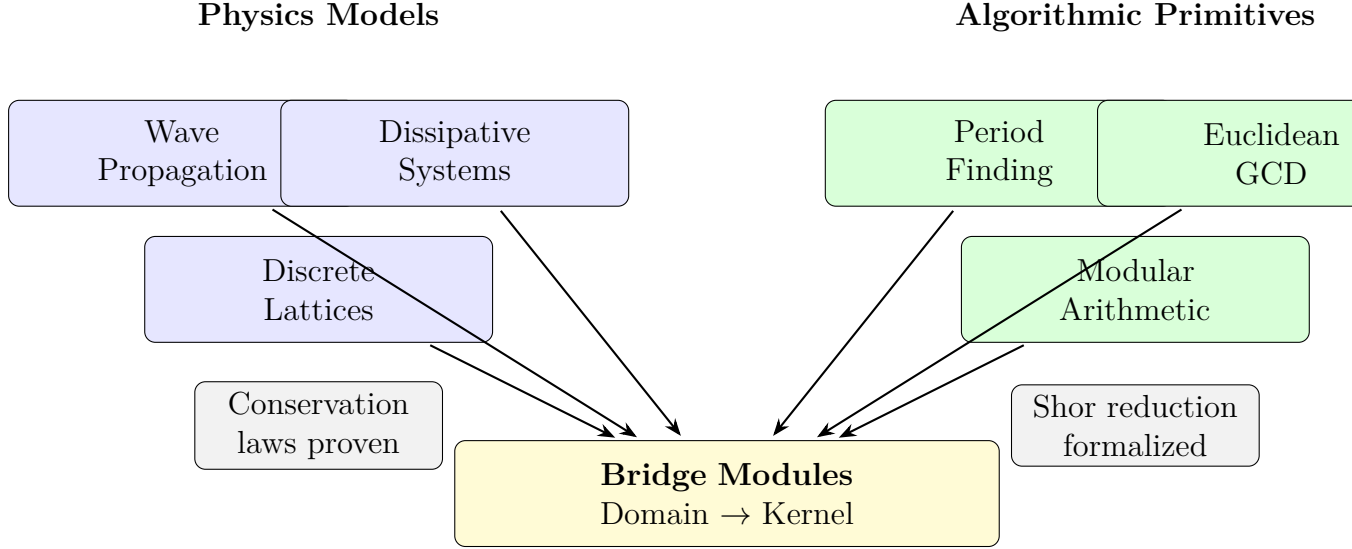 Physics Models
Algorithmic Primitives
Wave
Propagation
Dissipative
Systems
Period
Finding
Euclidean
GCD
Discrete
Lattices
Modular
Arithmetic
Conservation
laws proven
Shor reduction
formalized
Bridge Modules
Domain → Kernel